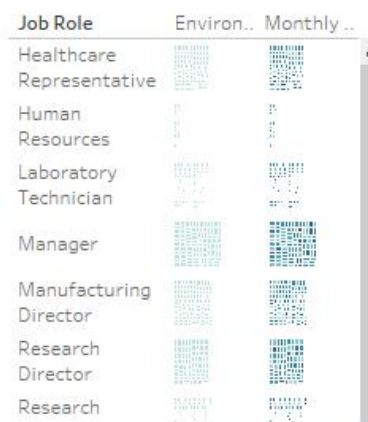 Job Role Environ.. Monthly ..
Healthcare
Representative
Human
Resources
Laboratory
Technician
Manager
Manufacturing
Director
Research
Director
Research